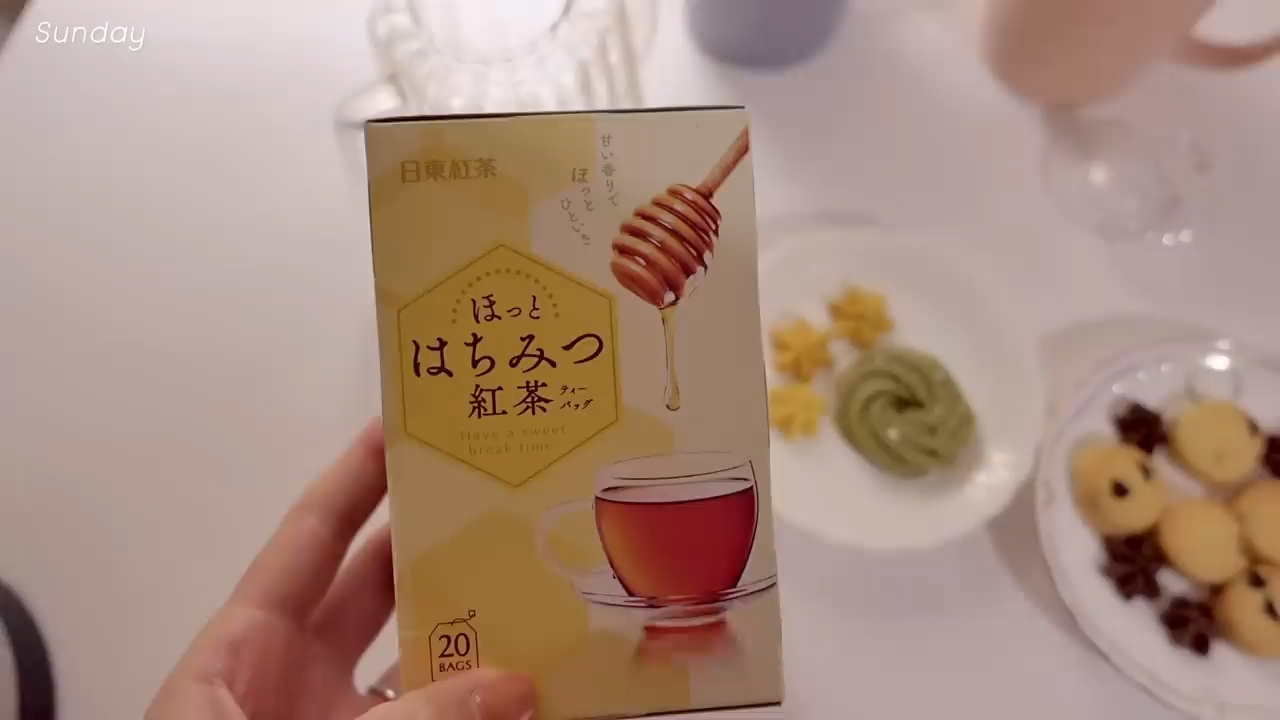 Sunday
日東紅茶
甘い香りで
ほっと
ひといき
ほっと
はちみつ
紅茶
ティー
バッグ
Have a sweet
break time
20
BAGS